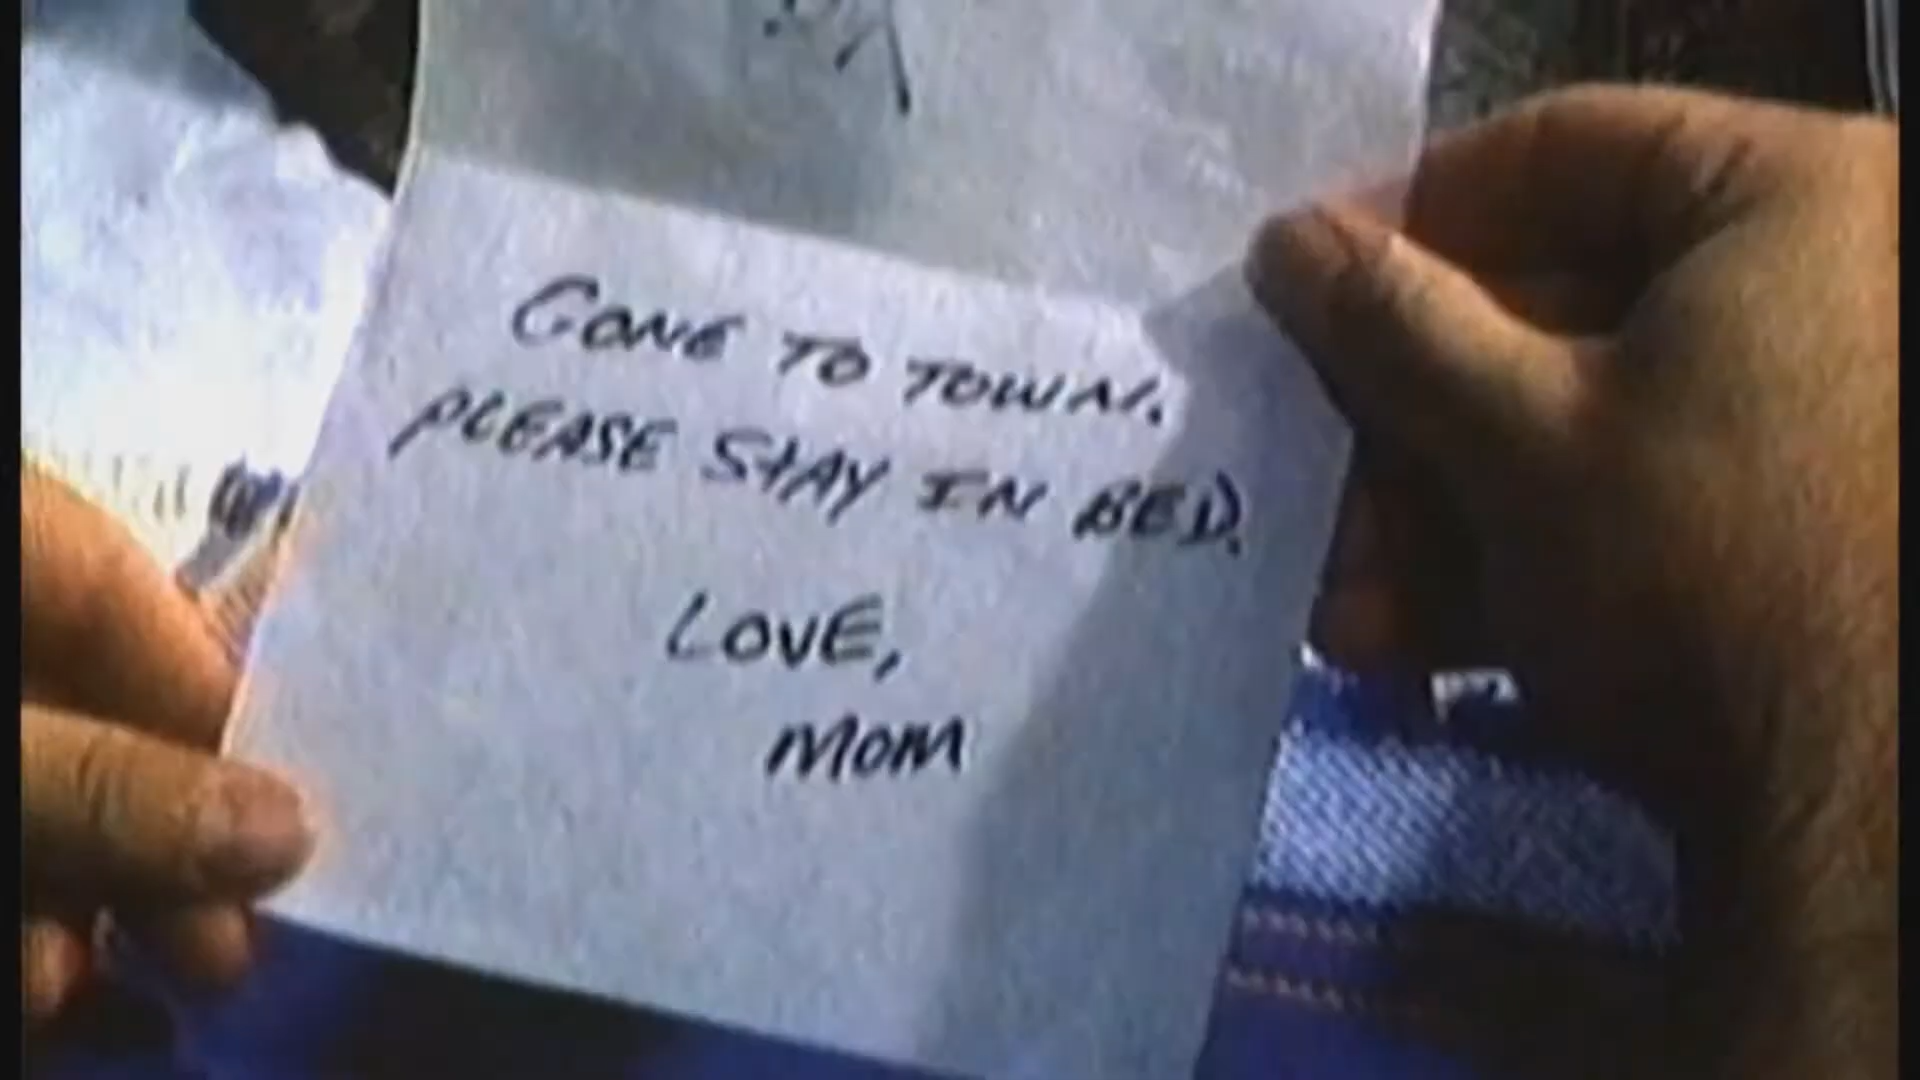 GONE TO TOWN.
PLEASE STAY IN BED.
LOVE,
MOM